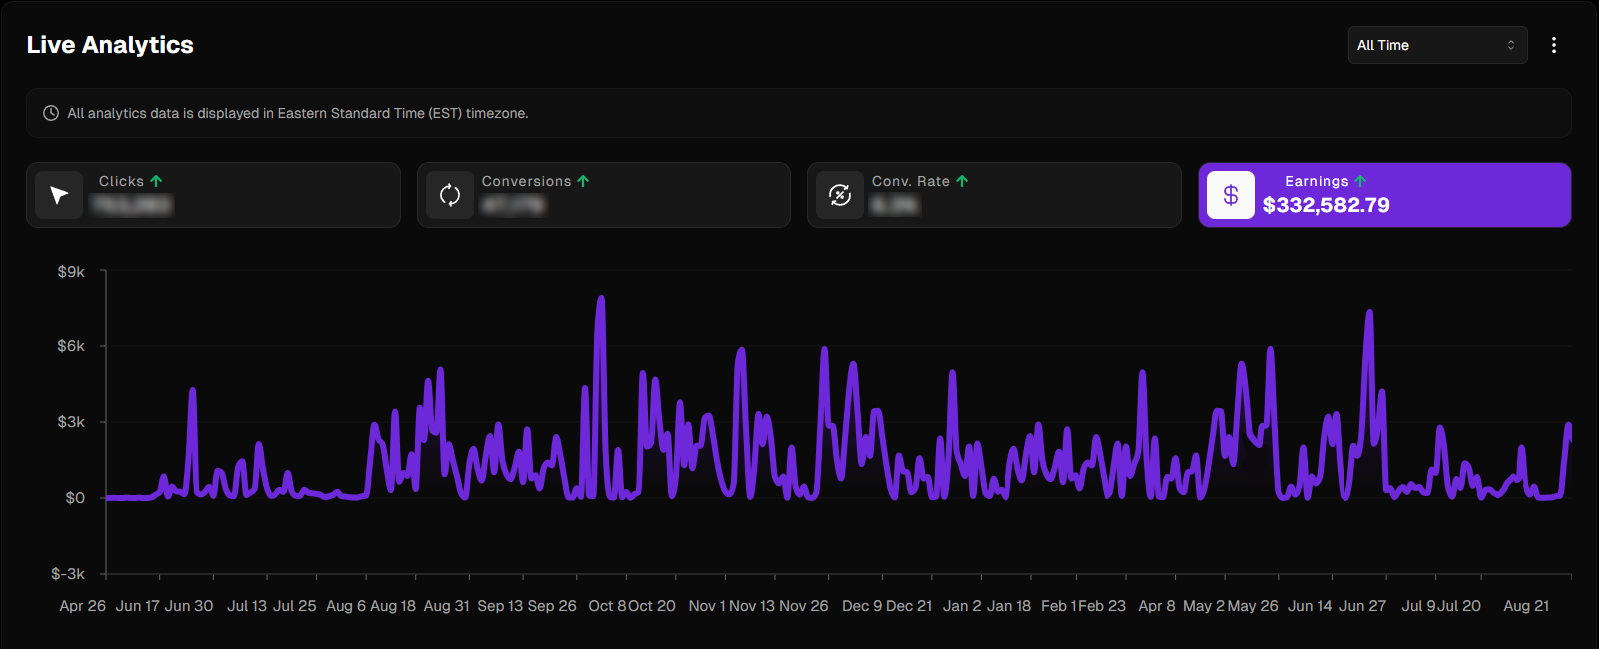 Live Analytics
All Time
All analytics data is displayed in Eastern Standard Time (EST) timezone.
Clicks
Conversions
Conv. Rate
Earnings
$332,582.79
$9k
$6k
$3k
$0
$-3k
Apr 26 Jun 17 Jun 30 Jul 13 Jul 25 Aug 6 Aug 18 Aug 31 Sep 13 Sep 26 Oct 8 Oct 20 Nov 1 Nov 13 Nov 26 Dec 9 Dec 21 Jan 2 Jan 18 Feb 1 Feb 23 Apr 8 May 2 May 26 Jun 14 Jun 27 Jul 9 Jul 20 Aug 21